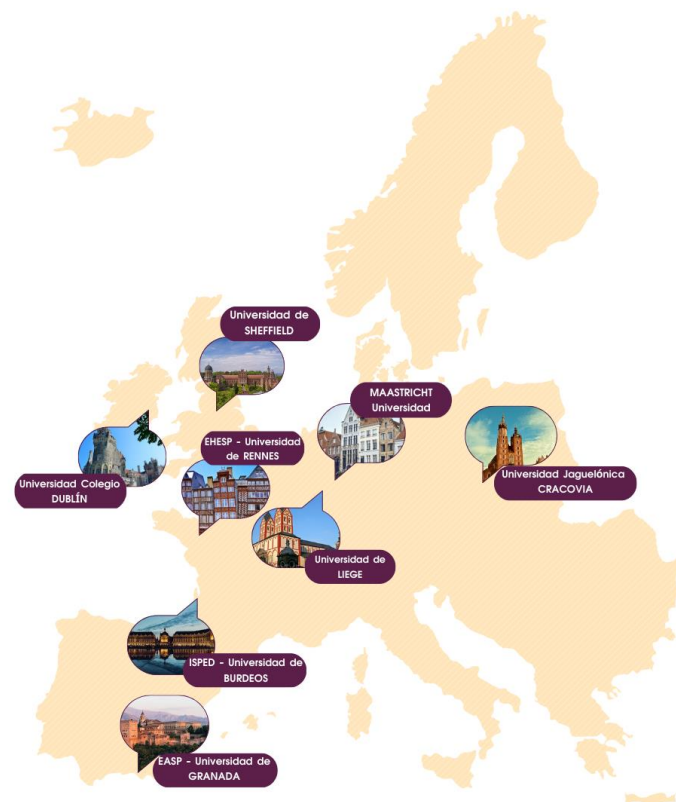 Universidad de
SHEFFIELD
MAASTRICHT
Universidad
EHESP - Universidad
de RENNES
Universidad Colegio
DUBLÍN
Universidad Jaguelónica
CRACOVIA
Universidad de
LIEGE
ISPED - Universidad de
BURDEOS
EASP - Universidad de
GRANADA